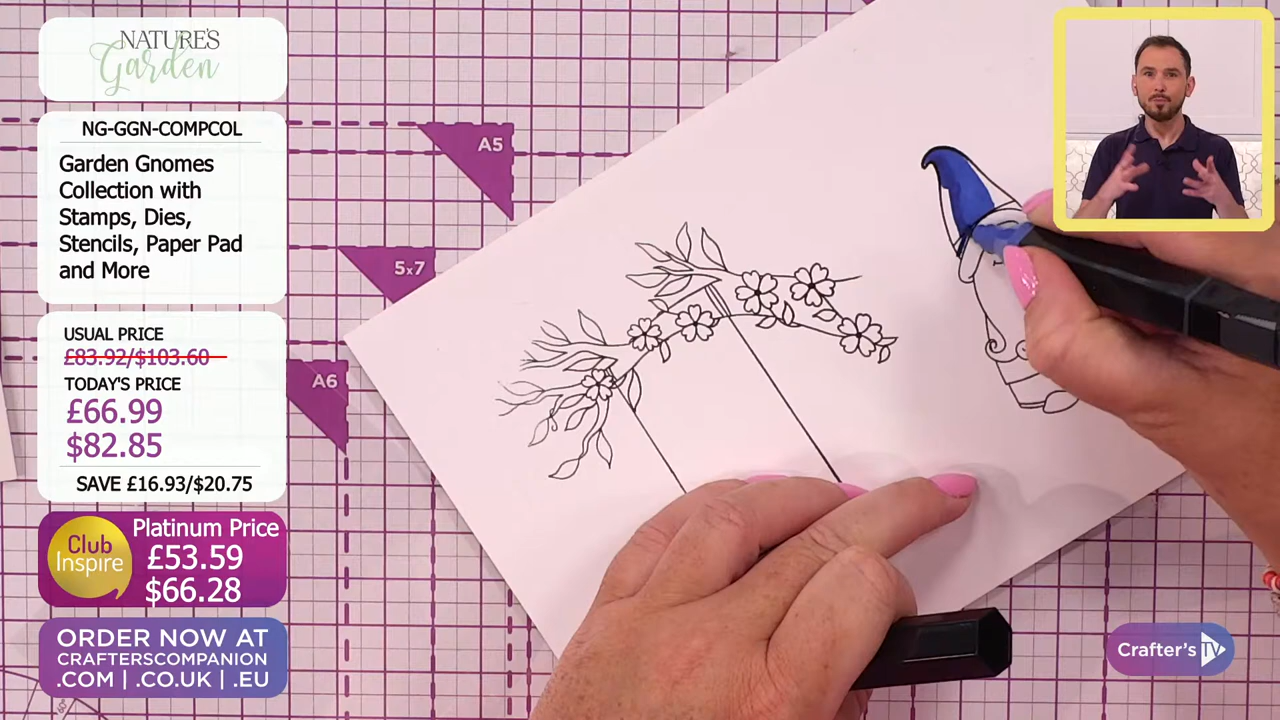 NATURE'S
Garden
NG-GGN-COMPCOL
Garden Gnomes
Collection with
Stamps, Dies,
Stencils, Paper Pad
and More
USUAL PRICE
£83.92/$103.60
TODAY'S PRICE
£66.99
$82.85
SAVE £16.93/$20.75
Club
Inspire
Platinum Price
£53.59
$66.28
ORDER NOW AT
CRAFTERSCOMPANION
.COM | .CO.UK | .EU
A5
5x7
A6
Crafter's TV